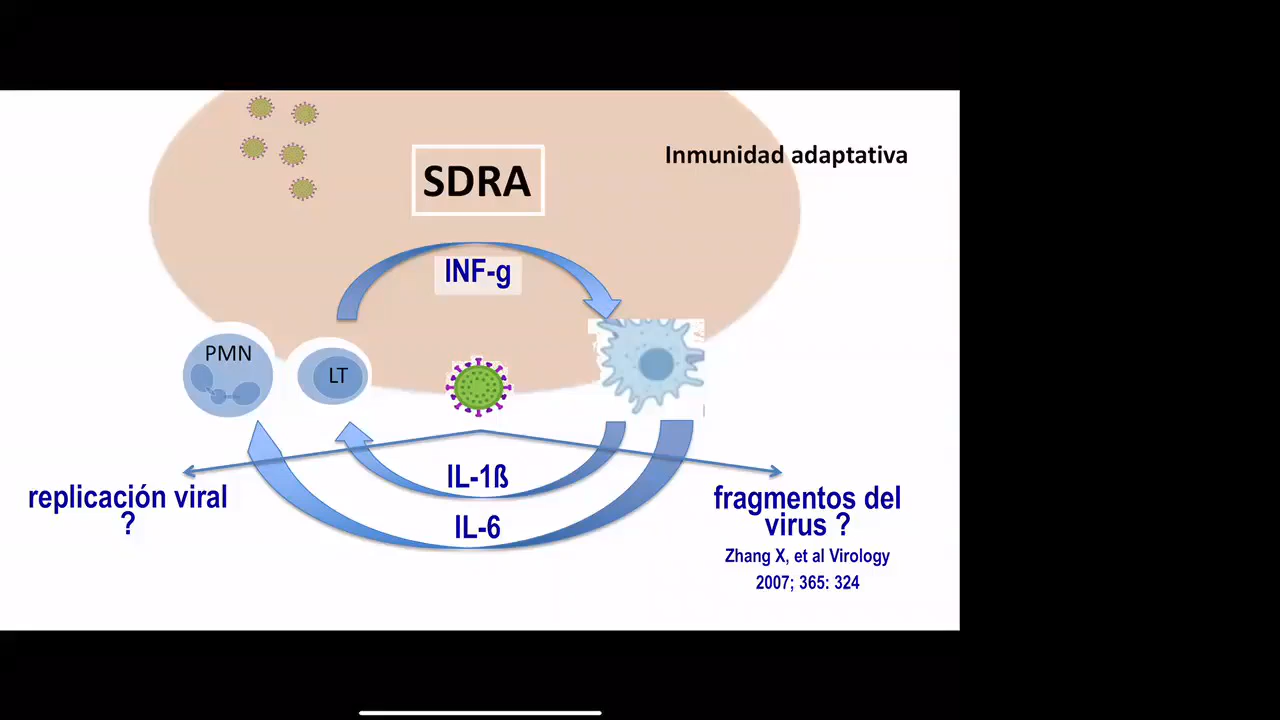 Inmunidad adaptativa
SDRA
INF-g
PMN
LT
IL-1ß
IL-6
replicación viral
?
fragmentos del
virus ?
Zhang X, et al Virology
2007; 365: 324